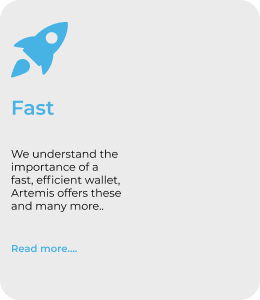 Fast
We understand the
importance of a
fast, efficient wallet,
Artemis offers these
and many more..
Read more....